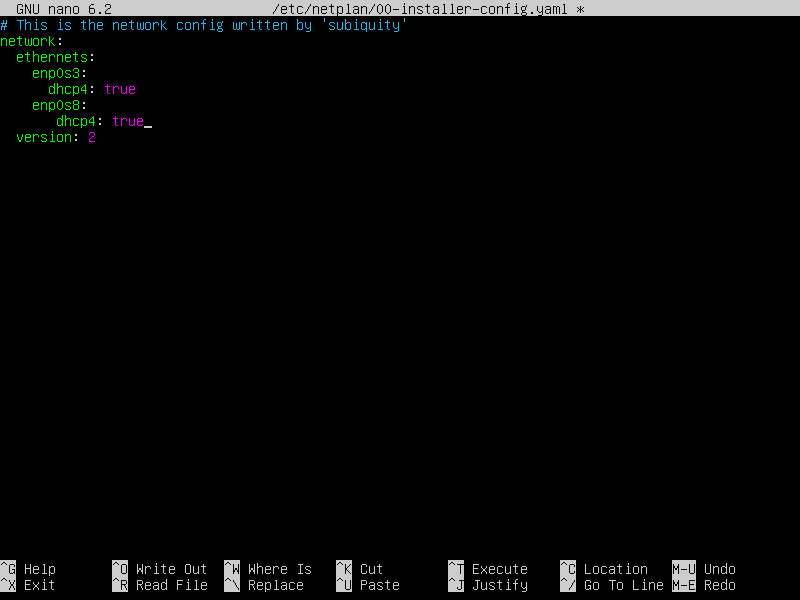 GNU nano 6.2 /etc/netplan/00-installer-config.yaml *
# This is the network config written by 'subiquity'
network:
  ethernets:
    enp0s3:
      dhcp4: true
    enp0s8:
       dhcp4: true_
  version: 2
^G Help ^O Write Out ^W Where Is ^K Cut ^T Execute ^C Location M-U Undo
^X Exit ^R Read File ^\ Replace ^U Paste ^J Justify ^/ Go To Line M-E Redo